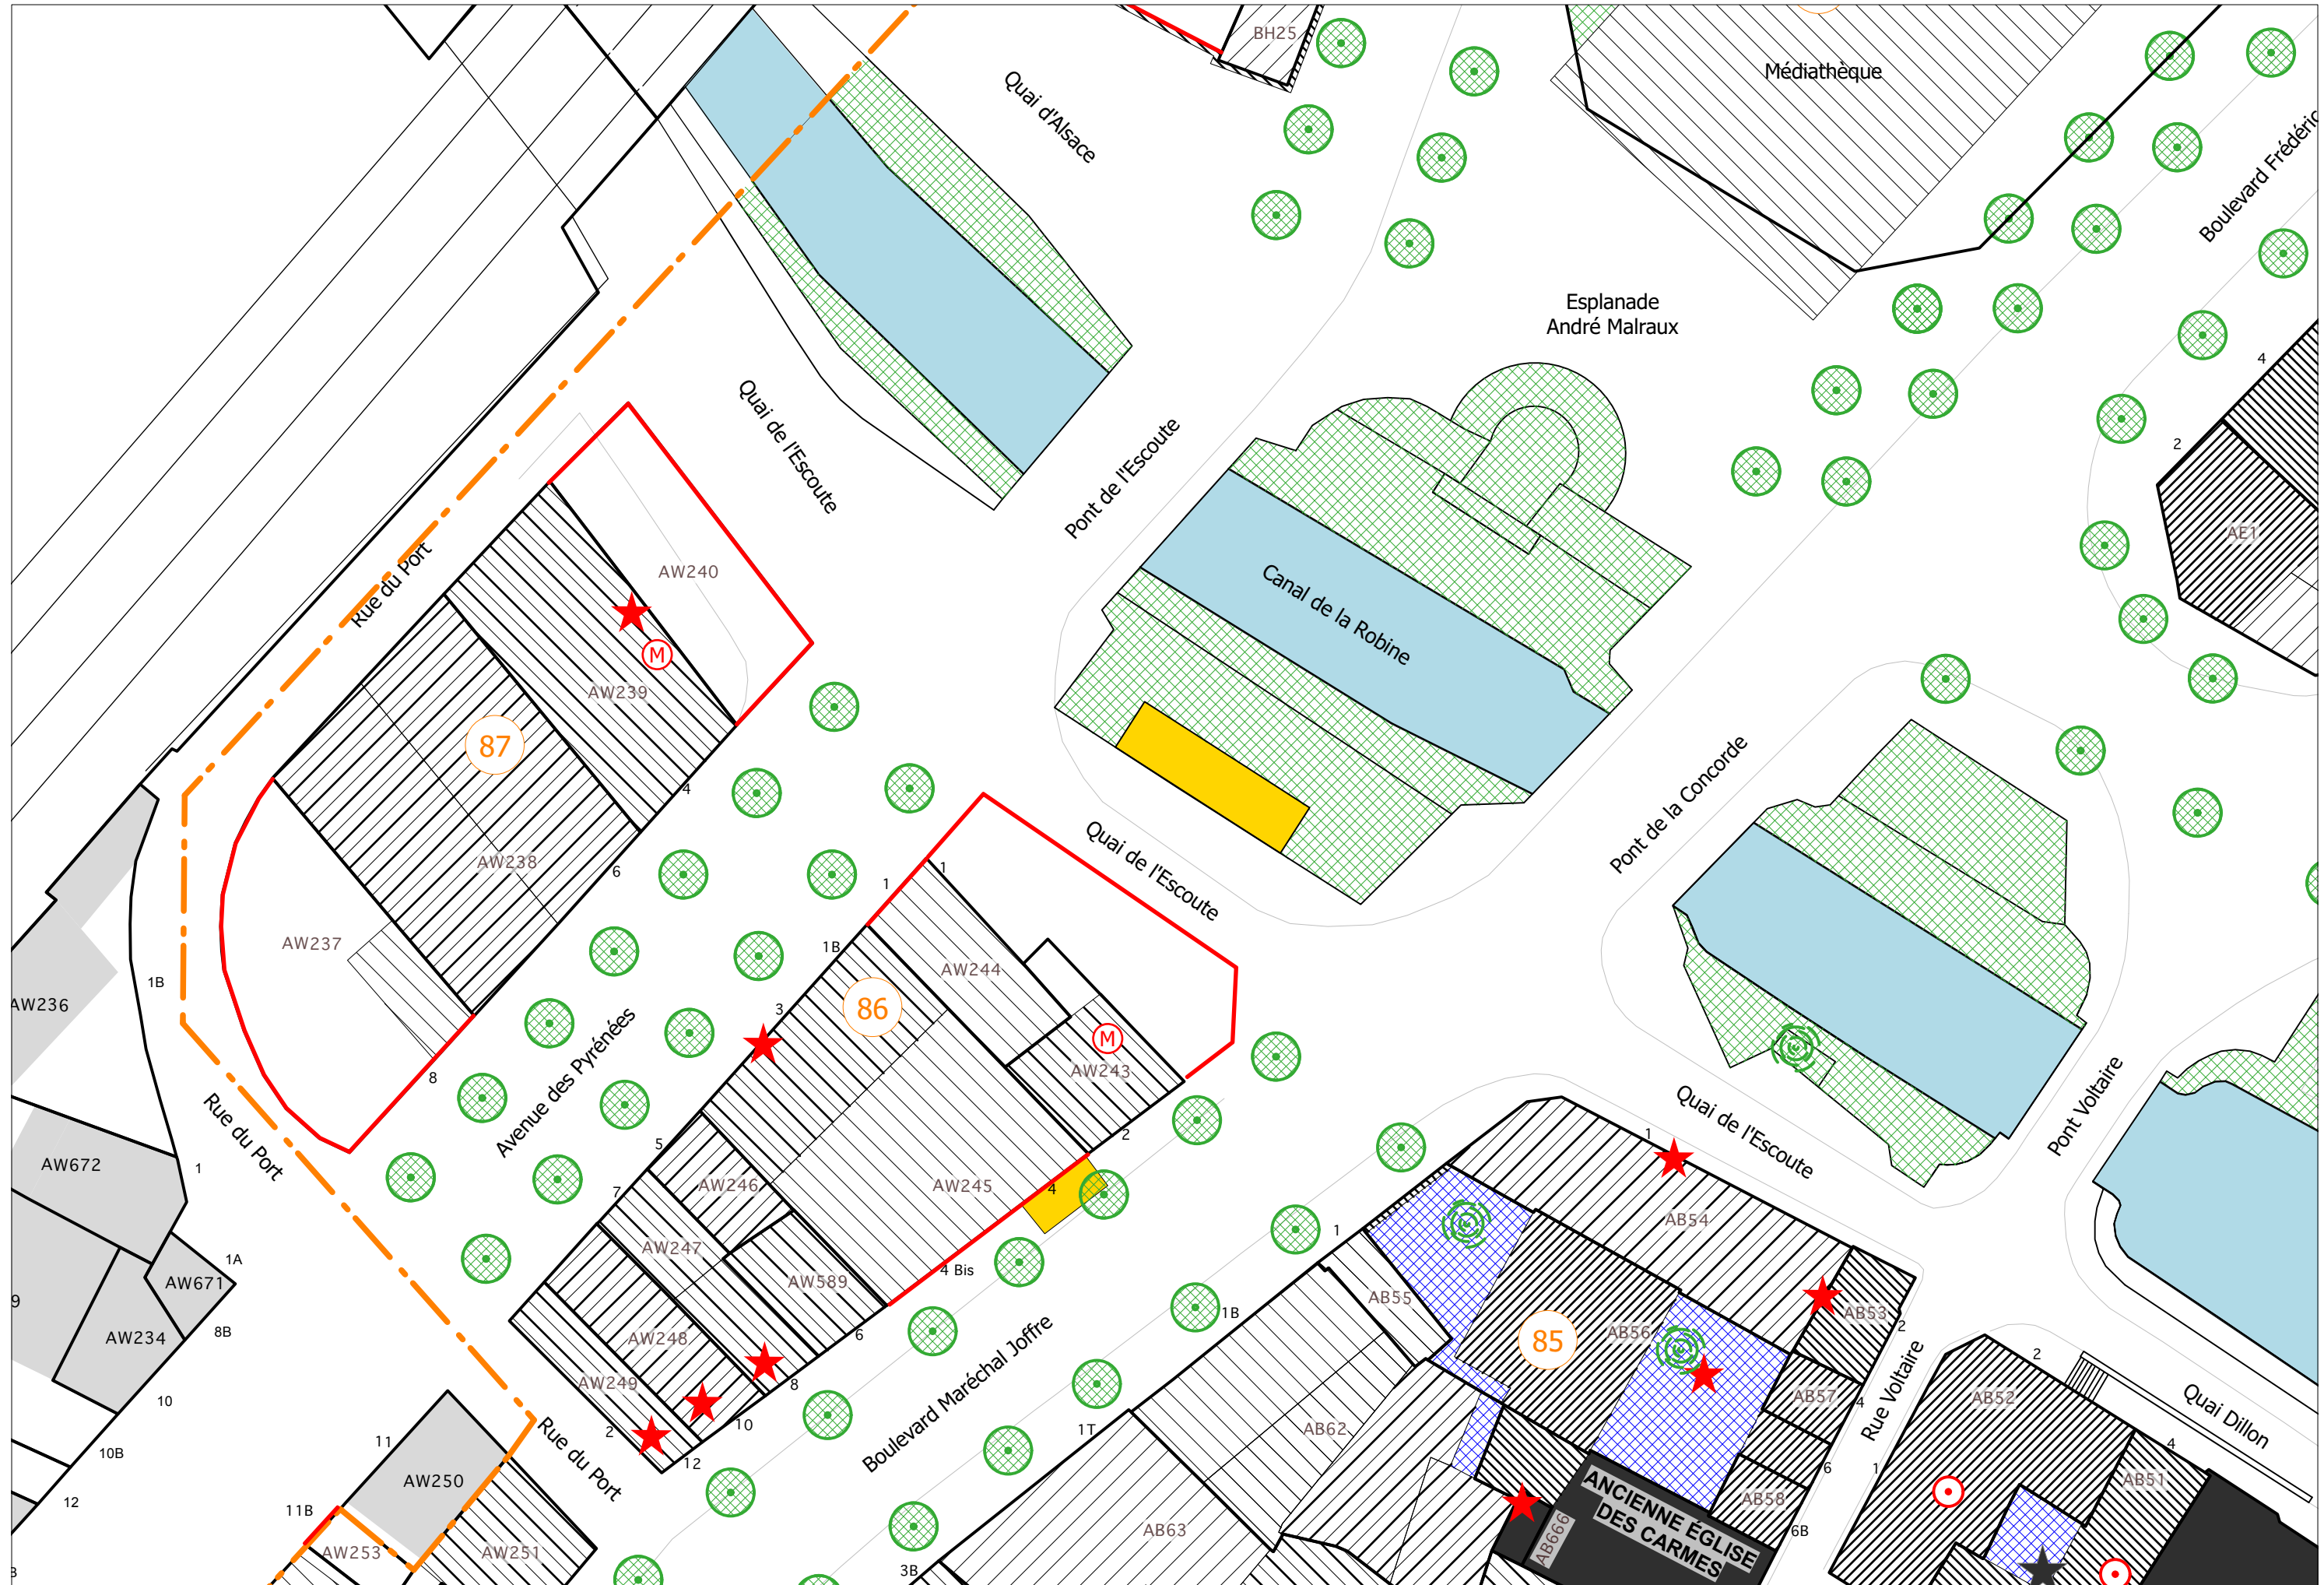 BH25
Médiathèque
Quai d'Alsace
Boulevard Frédéric
Esplanade
André Malraux
4
2
AE1
Quai de l'Escoute
Pont de l'Escoute
Rue du Port
AW240
M
AW239
87
4
Canal de la Robine
Pont de la Concorde
AW238
6
AW237
8
1B
AW236
Quai de l'Escoute
1
1
1B
AW244
86
3
M
AW243
2
Avenue des Pyrénées
5
7
AW246
AW245
4
4 Bis
AW247
AW589
6
AW248
8
AW249
10
2
12
Rue du Port
AW672
1
1A
AW671
8B
AW234
9
10
10B
12
11
AW250
11B
AW253
AW251
Rue du Port
Boulevard Maréchal Joffre
1
1B
1T
3B
Quai de l'Escoute
Pont Voltaire
1
AB54
AB55
AB53
2
85
AB56
AB57
4
AB62
AB58
6
6B
AB63
AB666
ANCIENNE ÉGLISE
DES CARMES
Rue Voltaire
1
2
AB52
4
AB51
Quai Dillon